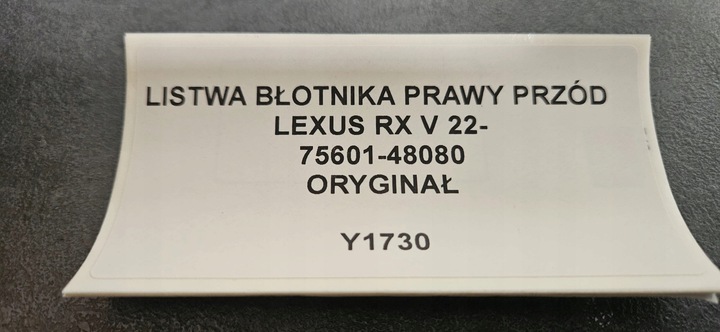 LISTWA BŁOTNIKA PRAWY PRZÓD
LEXUS RX V 22-
75601-48080
ORYGINAŁ
Y1730